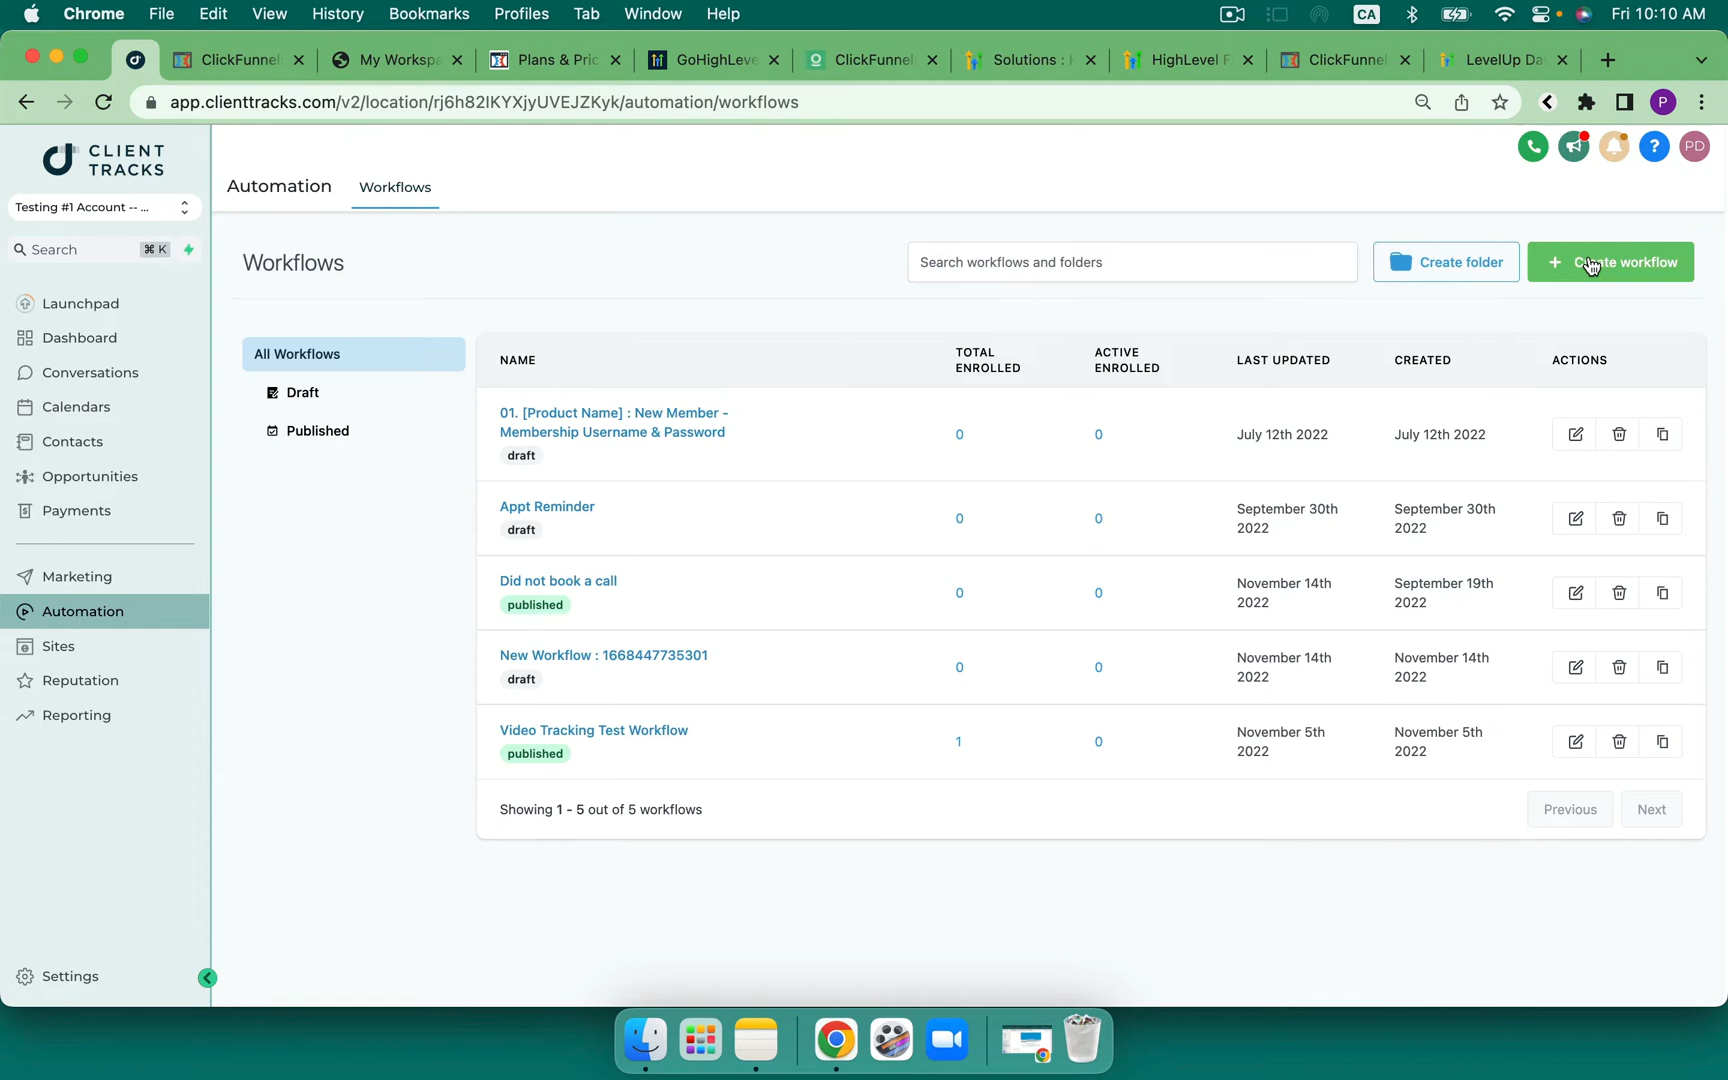 Chrome File Edit View History Bookmarks Profiles Tab Window Help CA Fri 10:10 AM
ClickFunnel My Workspa Plans & Pric GoHighLeve ClickFunnel Solutions : HighLevel F ClickFunnel LevelUp Da
app.clienttracks.com/v2/location/rj6h82IKYXjyUVEJZKyk/automation/workflows P
CLIENT
TRACKS
PD
Automation Workflows
Testing #1 Account -- ...
Search ⌘ K
Workflows
Search workflows and folders
Create folder
+ workflow
Launchpad
Dashboard
Conversations
Calendars
Contacts
Opportunities
Payments
Marketing
Automation
Sites
Reputation
Reporting
Settings
All Workflows
Draft
Published
NAME TOTAL ENROLLED ACTIVE ENROLLED LAST UPDATED CREATED ACTIONS
01. [Product Name] : New Member -
Membership Username & Password
draft
0 0 July 12th 2022 July 12th 2022
Appt Reminder
draft
0 0 September 30th 2022 September 30th 2022
Did not book a call
published
0 0 November 14th 2022 September 19th 2022
New Workflow : 1668447735301
draft
0 0 November 14th 2022 November 14th 2022
Video Tracking Test Workflow
published
1 0 November 5th 2022 November 5th 2022
Showing 1 - 5 out of 5 workflows
Previous Next